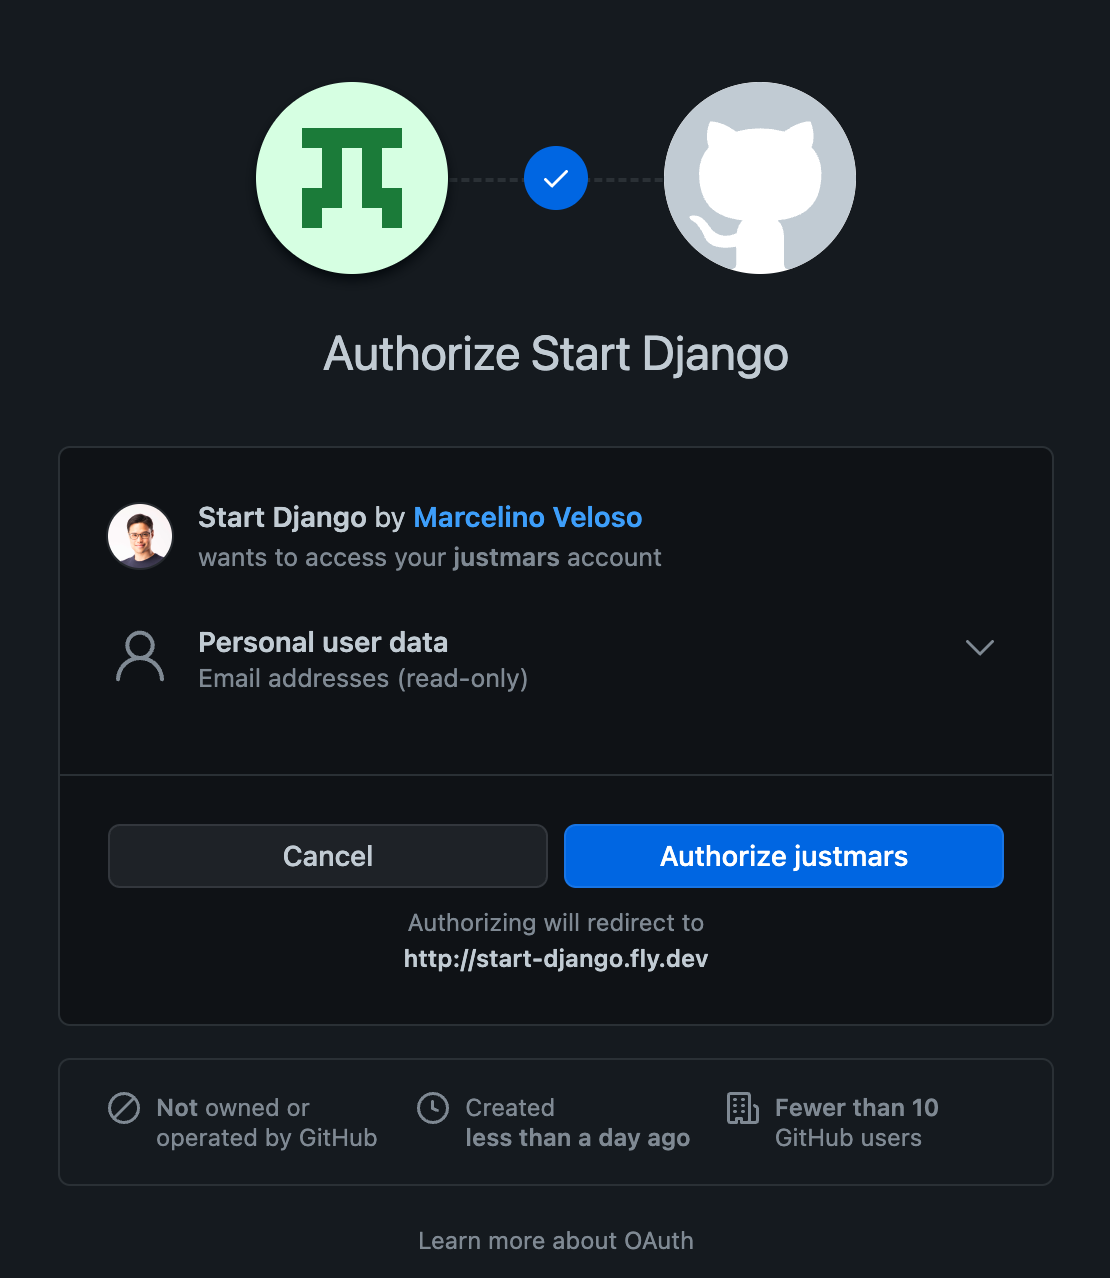 Authorize Start Django
Start Django by Marcelino Veloso
wants to access your justmars account
Personal user data
Email addresses (read-only)
Cancel
Authorize justmars
Authorizing will redirect to
http://start-django.fly.dev
Not owned or
operated by GitHub
Created
less than a day ago
Fewer than 10
GitHub users
Learn more about OAuth